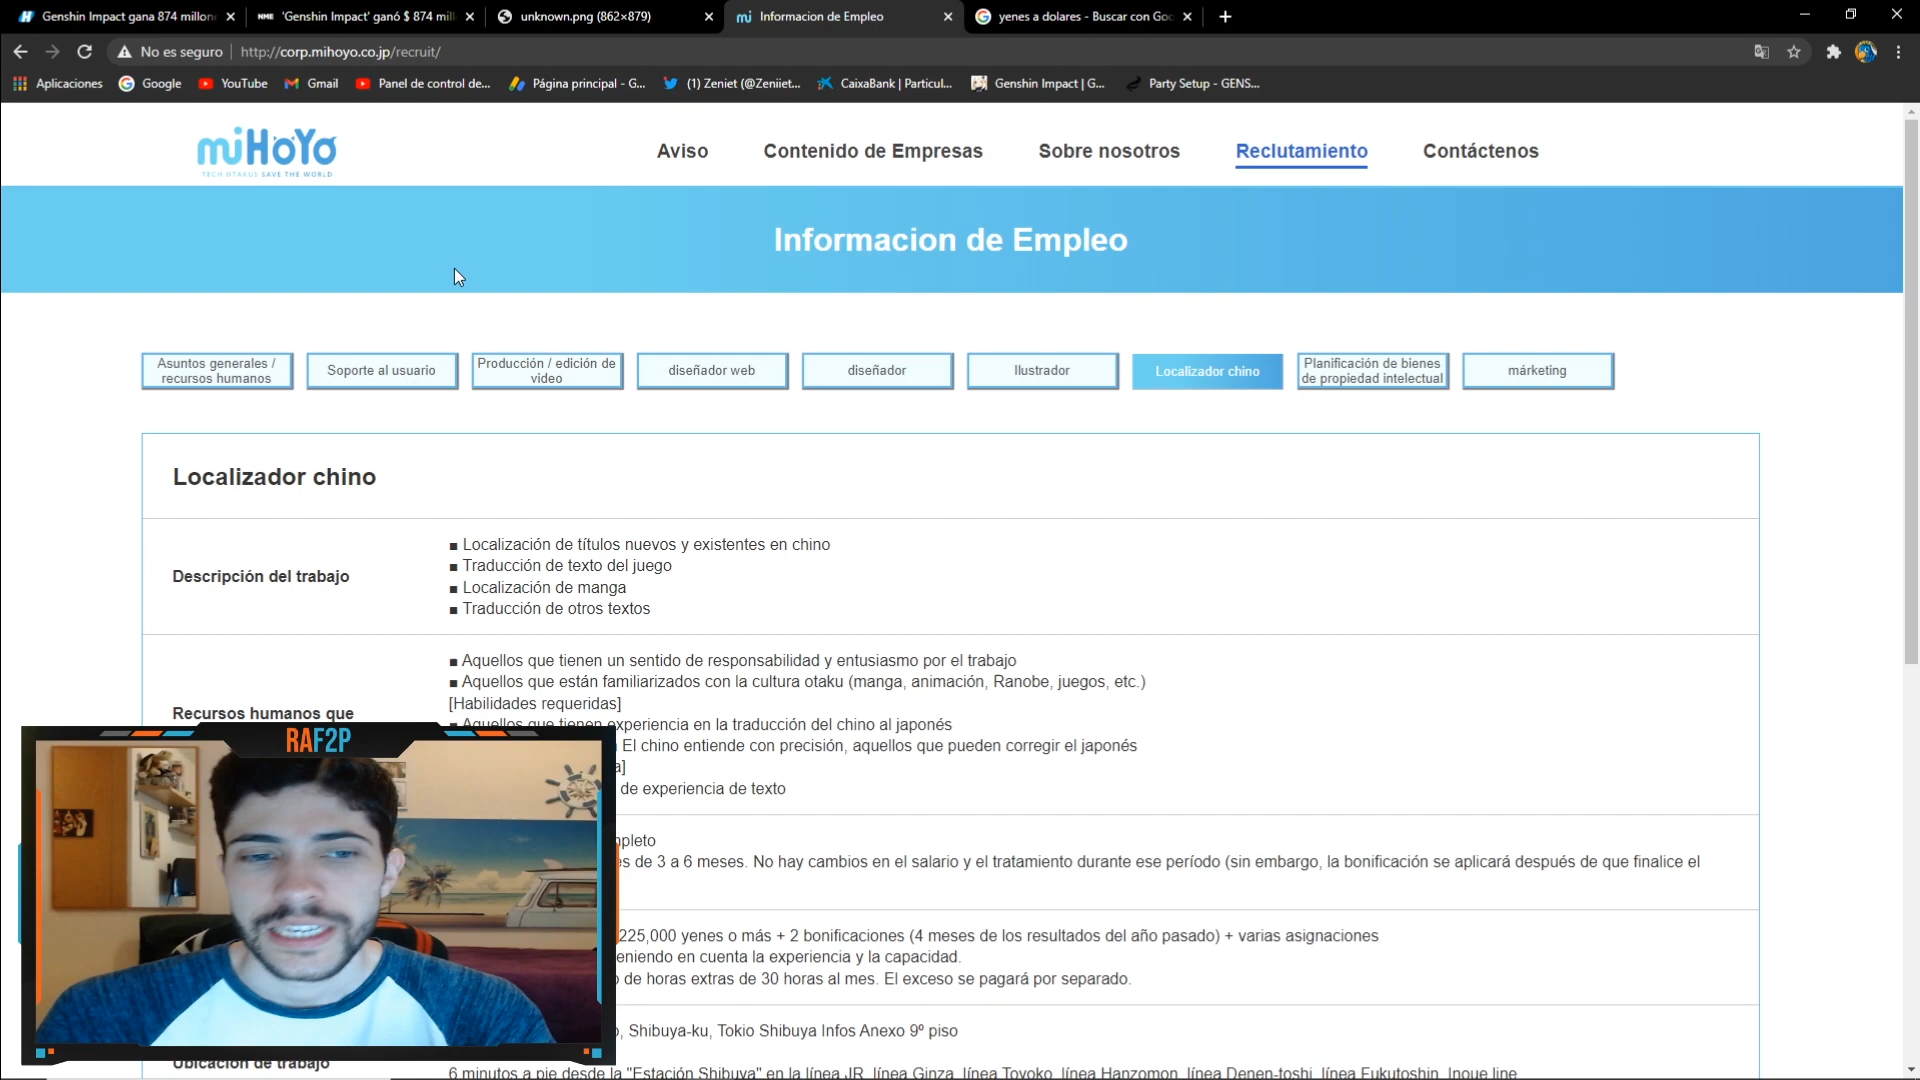 Genshin Impact gana 874 millon
'Genshin Impact' ganó $ 874 mil
unknown.png (862×879)
Informacion de Empleo
yenes a dolares - Buscar con Goo
No es seguro
http://corp.mihoyo.co.jp/recruit/
Aplicaciones
Google
YouTube
Gmail
Panel de control de...
Página principal - G...
(1) Zeniet (@Zeniiet...
CaixaBank | Particul...
Genshin Impact | G...
Party Setup - GENS...
miHoYo
TECH OTAKUS SAVE THE WORLD
Aviso
Contenido de Empresas
Sobre nosotros
Reclutamiento
Contáctenos
Informacion de Empleo
Asuntos generales /
recursos humanos
Soporte al usuario
Producción / edición de
video
diseñador web
diseñador
Ilustrador
Localizador chino
Planificación de bienes
de propiedad intelectual
márketing
Localizador chino
Descripción del trabajo
■ Localización de títulos nuevos y existentes en chino
■ Traducción de texto del juego
■ Localización de manga
■ Traducción de otros textos
Recursos humanos que
■ Aquellos que tienen un sentido de responsabilidad y entusiasmo por el trabajo
■ Aquellos que están familiarizados con la cultura otaku (manga, animación, Ranobe, juegos, etc.)
[Habilidades requeridas]
■ Aquellos que tienen experiencia en la traducción del chino al japonés
El chino entiende con precisión, aquellos que pueden corregir el japonés
a]
de experiencia de texto
RAF2P
mpleto
es de 3 a 6 meses. No hay cambios en el salario y el tratamiento durante ese período (sin embargo, la bonificación se aplicará después de que finalice el
225,000 yenes o más + 2 bonificaciones (4 meses de los resultados del año pasado) + varias asignaciones
eniendo en cuenta la experiencia y la capacidad.
o de horas extras de 30 horas al mes. El exceso se pagará por separado.
o, Shibuya-ku, Tokio Shibuya Infos Anexo 9º piso
Ubicación de trabajo
6 minutos a pie desde la "Estación Shibuya" en la línea JR, línea Ginza, línea Toyoko, línea Hanzomon, línea Denen-toshi, línea Fukutoshin, Inoue line